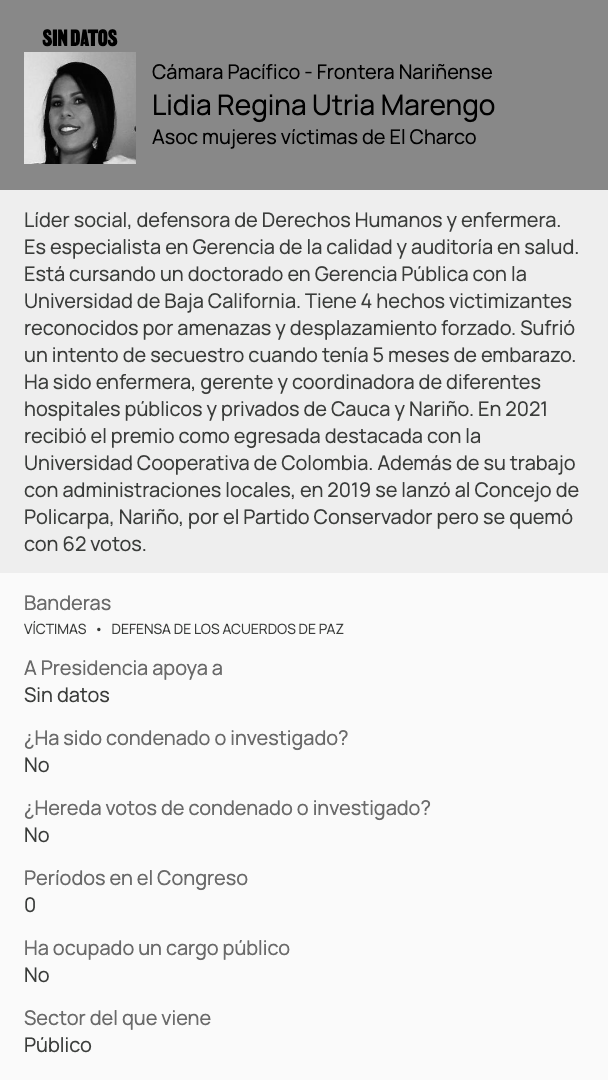 SIN DATOS
Cámara Pacífico - Frontera Nariñense
Lidia Regina Utria Marengo
Asoc mujeres víctimas de El Charco
Líder social, defensora de Derechos Humanos y enfermera.
Es especialista en Gerencia de la calidad y auditoría en salud.
Está cursando un doctorado en Gerencia Pública con la
Universidad de Baja California. Tiene 4 hechos victimizantes
reconocidos por amenazas y desplazamiento forzado. Sufrió
un intento de secuestro cuando tenía 5 meses de embarazo.
Ha sido enfermera, gerente y coordinadora de diferentes
hospitales públicos y privados de Cauca y Nariño. En 2021
recibió el premio como egresada destacada con la
Universidad Cooperativa de Colombia. Además de su trabajo
con administraciones locales, en 2019 se lanzó al Concejo de
Policarpa, Nariño, por el Partido Conservador pero se quemó
con 62 votos.
Banderas
VÍCTIMAS • DEFENSA DE LOS ACUERDOS DE PAZ
A Presidencia apoya a
Sin datos
¿Ha sido condenado o investigado?
No
¿Hereda votos de condenado o investigado?
No
Períodos en el Congreso
0
Ha ocupado un cargo público
No
Sector del que viene
Público